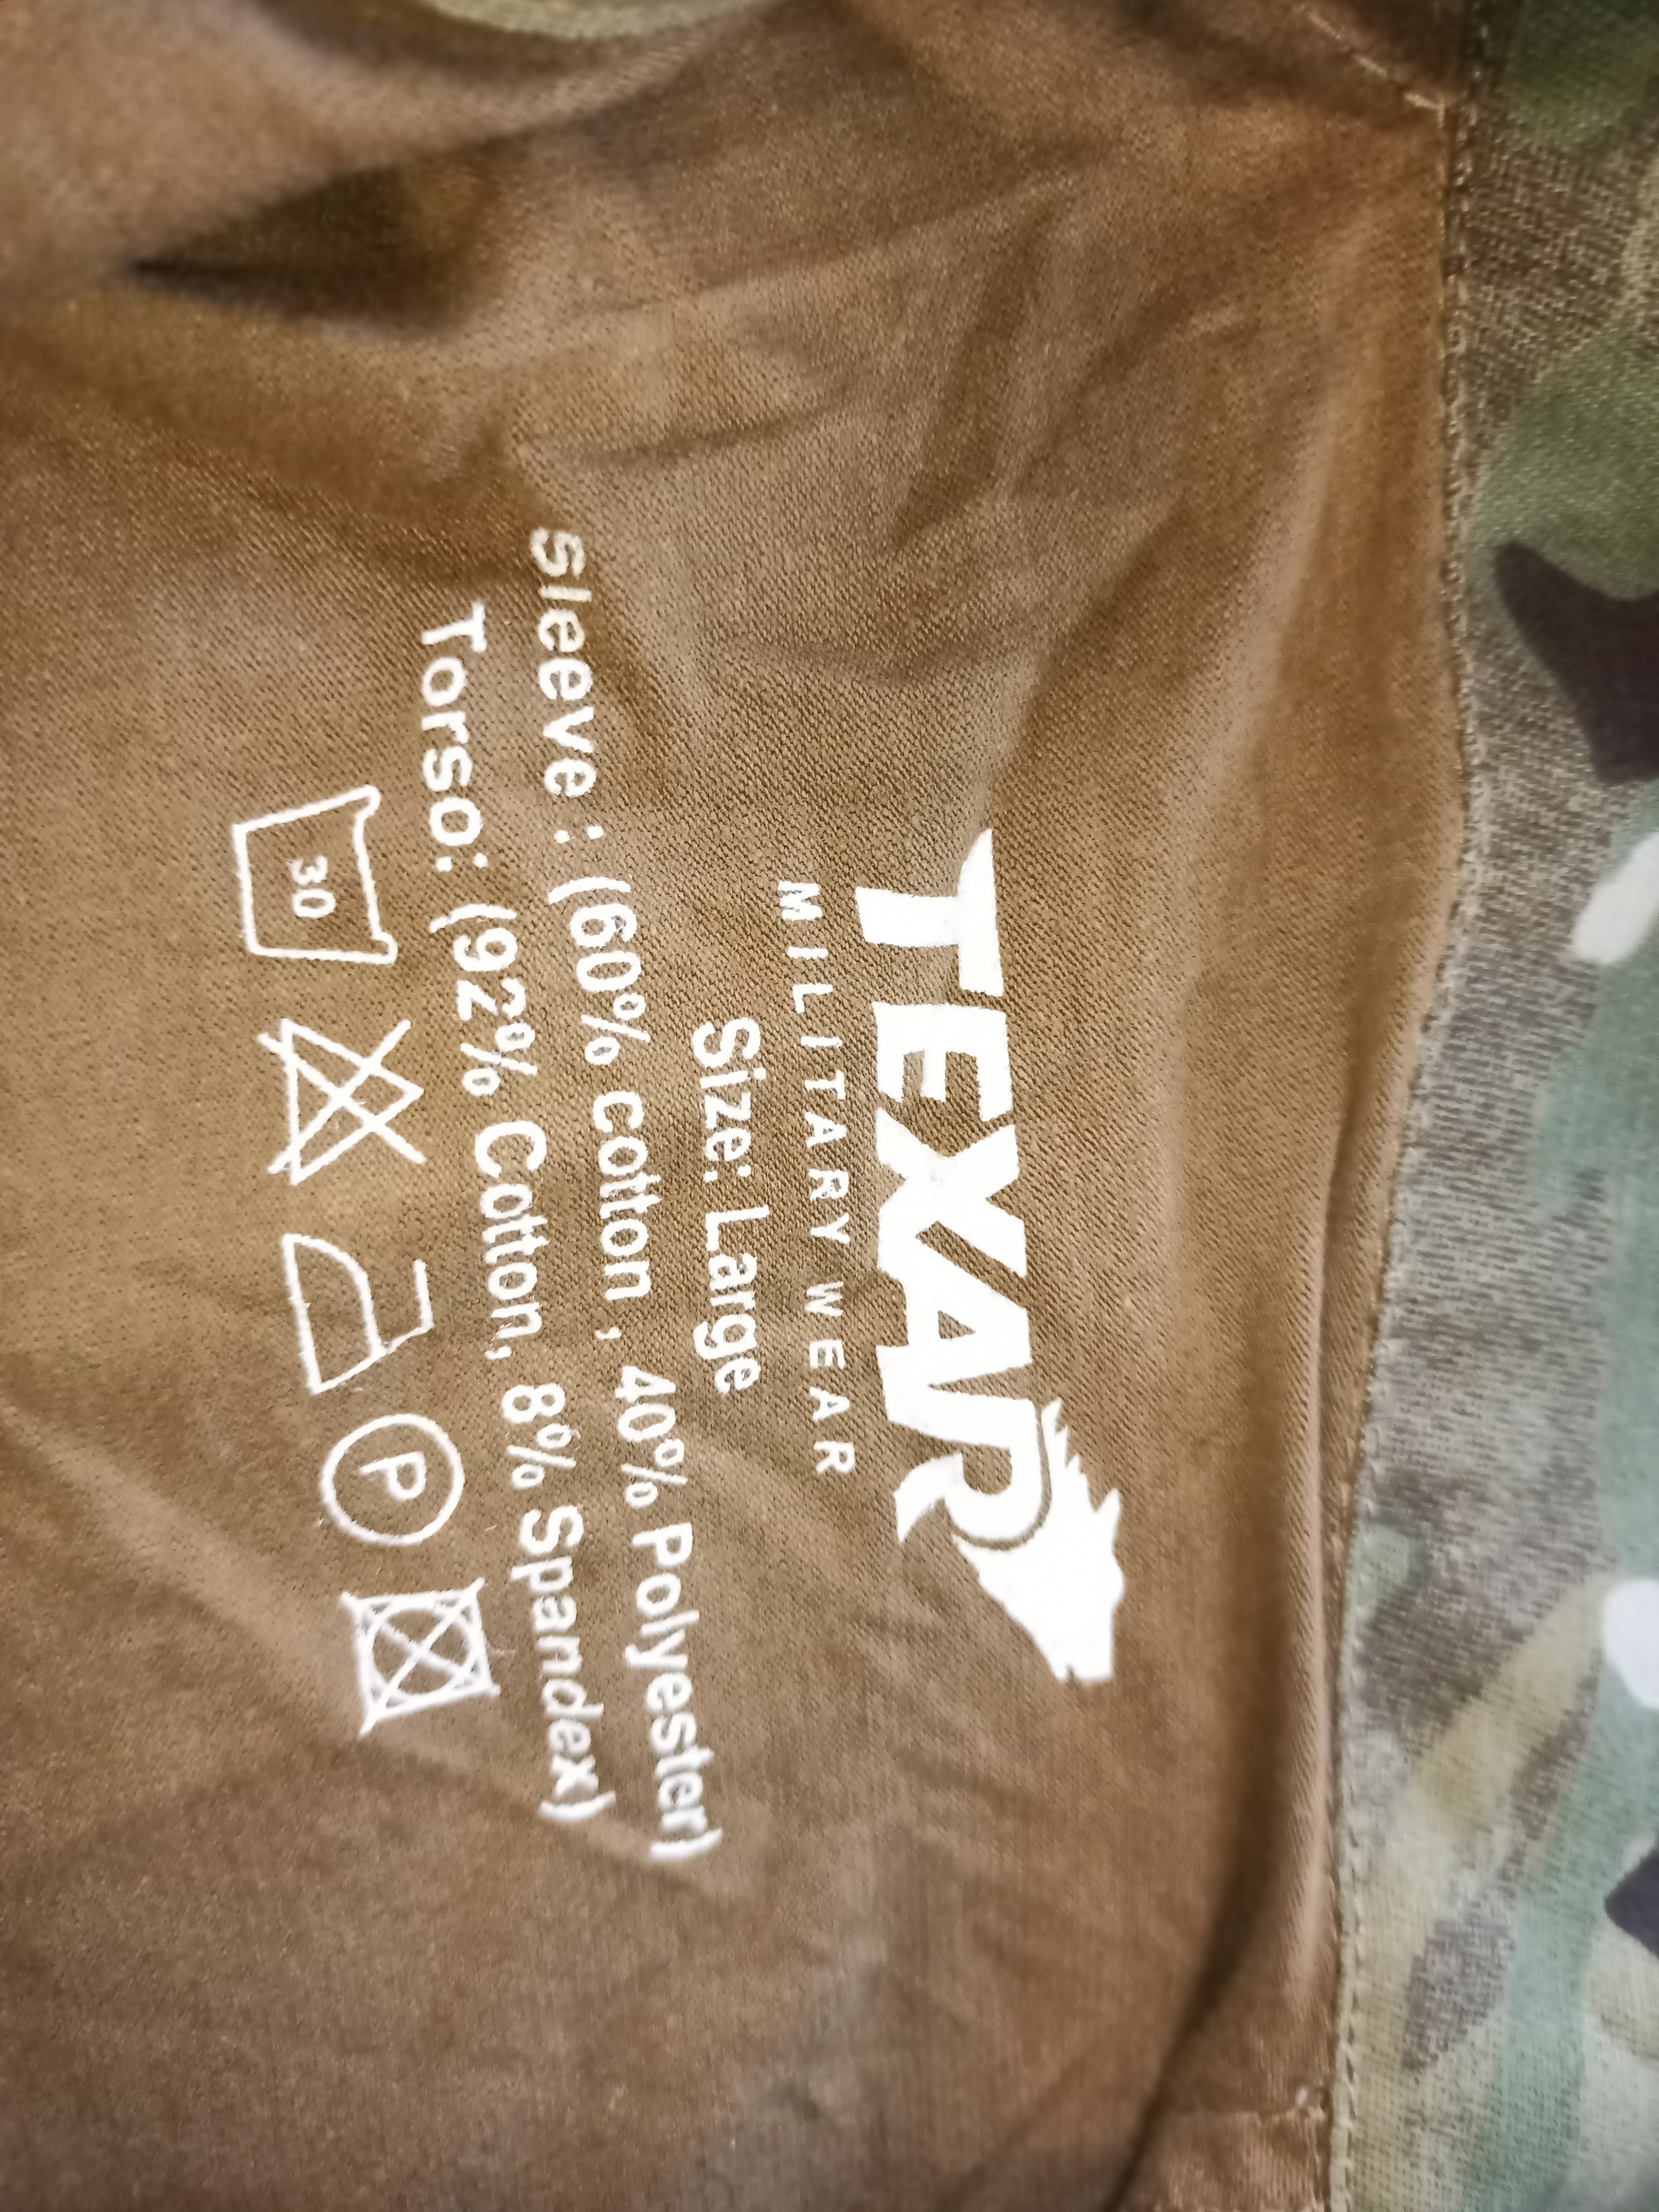 TEXAR
MILITARY WEAR
Size: Large
Sleeve : (60% cotton , 40% Polyester)
Torso: (92% Cotton, 8% Spandex)
30
P